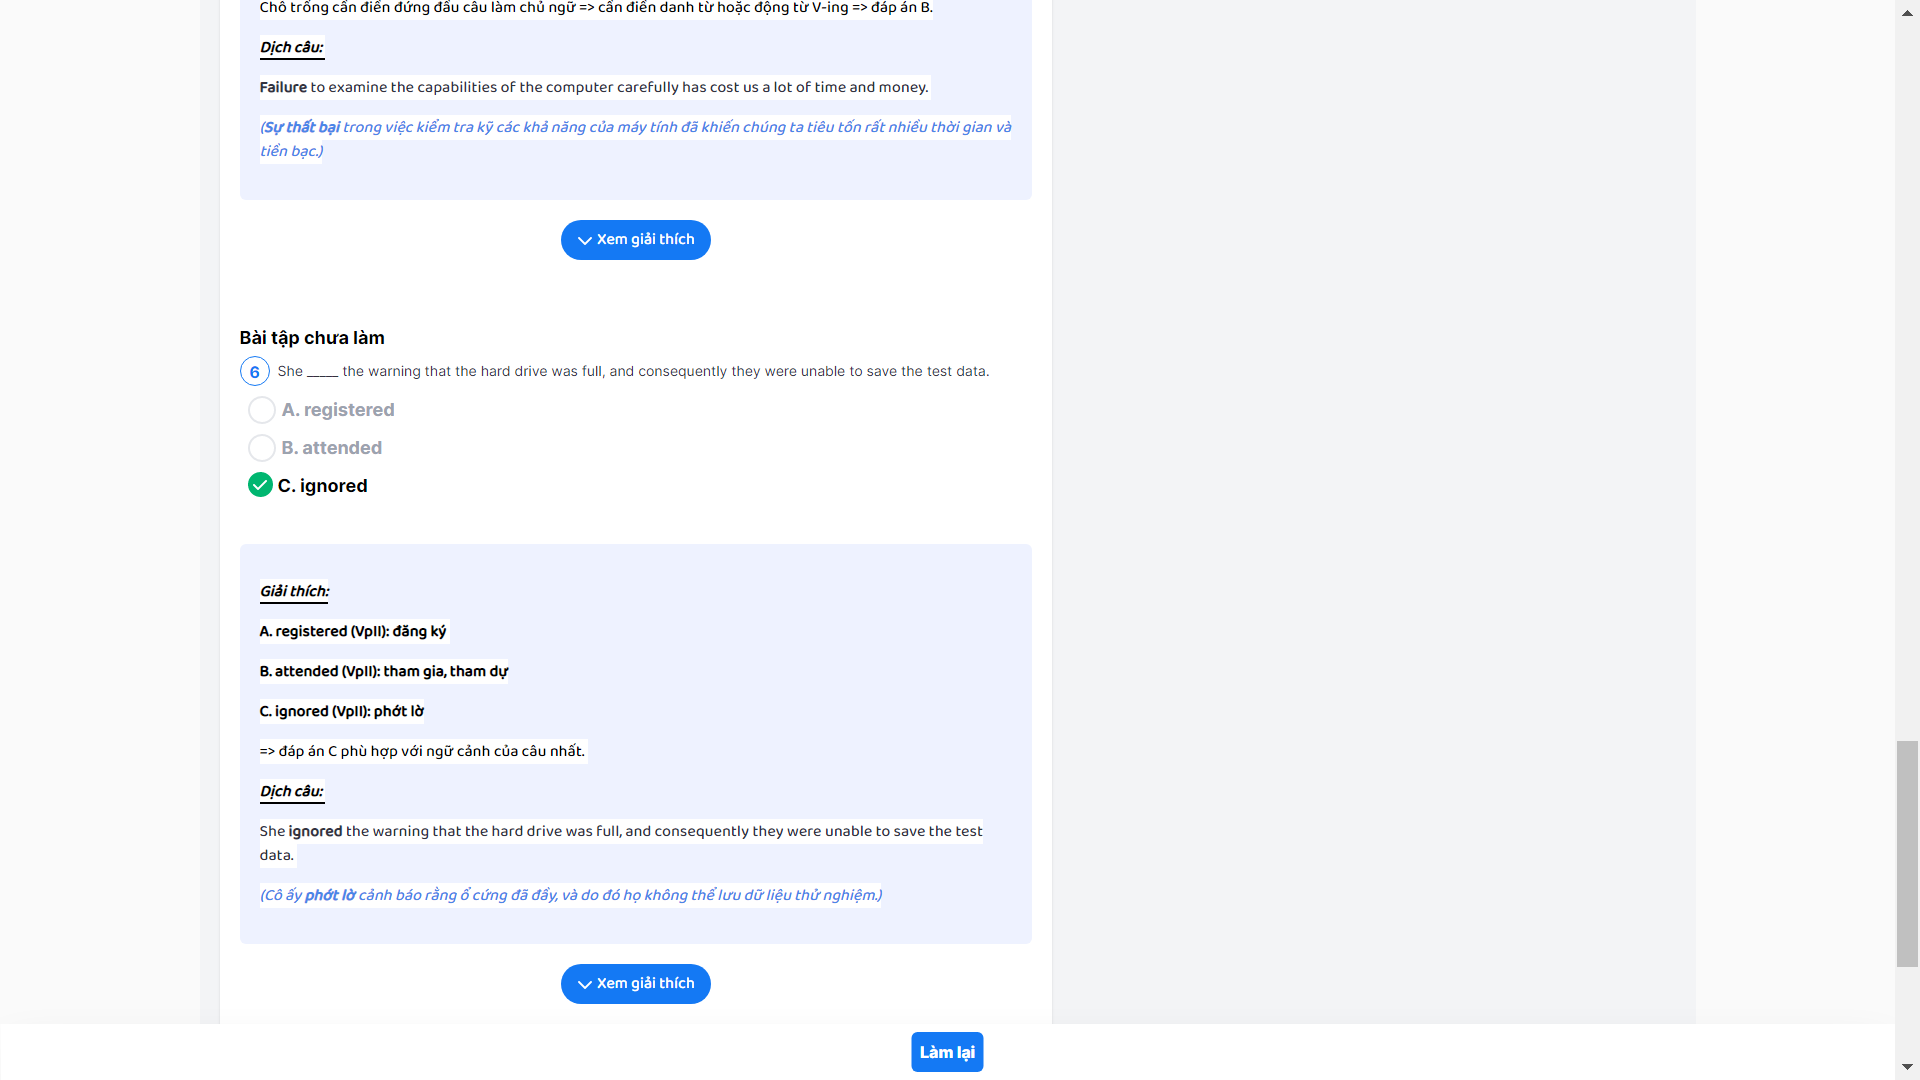 Chỗ trống cần điền đứng đầu câu làm chủ ngữ => cần điền danh từ hoặc động từ V-ing => đáp án B.
Dịch câu:
Failure to examine the capabilities of the computer carefully has cost us a lot of time and money.
(Sự thất bại trong việc kiểm tra kỹ các khả năng của máy tính đã khiến chúng ta tiêu tốn rất nhiều thời gian và
tiền bạc.)
Xem giải thích
Bài tập chưa làm
6 She _____ the warning that the hard drive was full, and consequently they were unable to save the test data.
A. registered
B. attended
C. ignored
Giải thích:
A. registered (VpII): đăng ký
B. attended (VpII): tham gia, tham dự
C. ignored (VpII): phớt lờ
=> đáp án C phù hợp với ngữ cảnh của câu nhất.
Dịch câu:
She ignored the warning that the hard drive was full, and consequently they were unable to save the test
data.
(Cô ấy phớt lờ cảnh báo rằng ổ cứng đã đầy, và do đó họ không thể lưu dữ liệu thử nghiệm.)
Xem giải thích
Làm lại